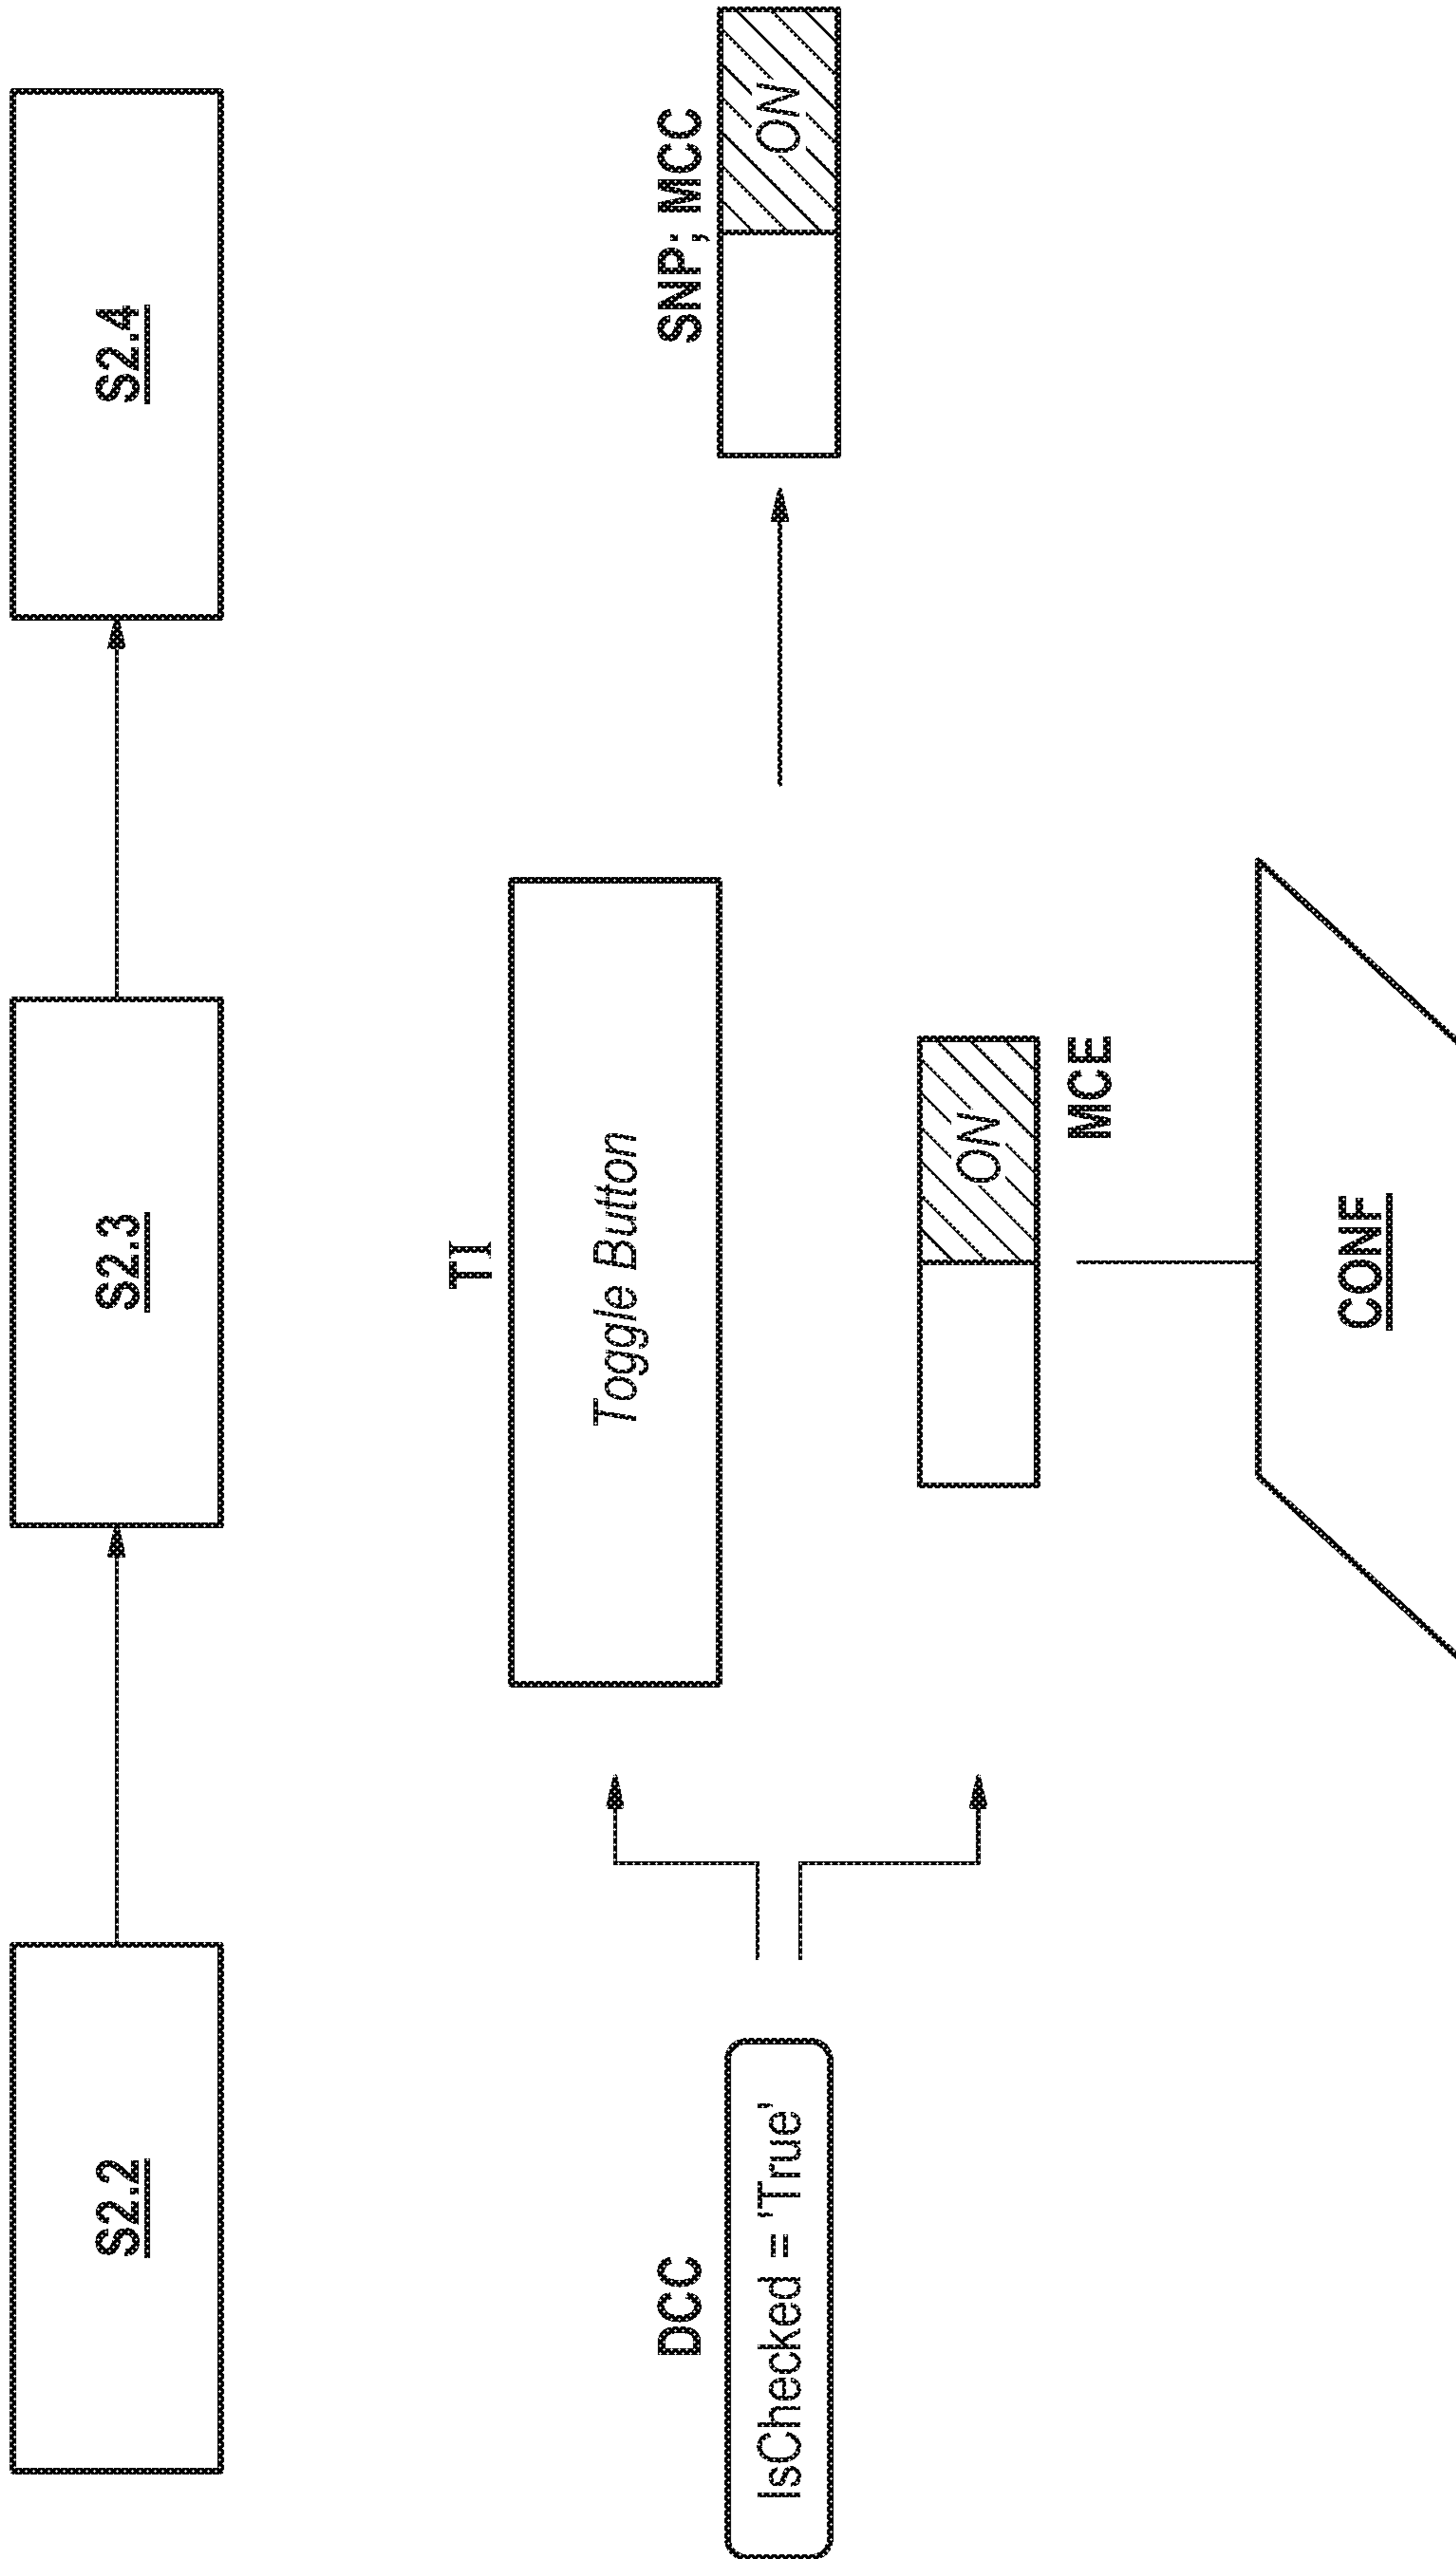 S2.2
S2.3
S2.4
TI
Toggle Button
DCC
IsChecked = 'True'
SNP; MCC
ON
ON
MCE
CONF